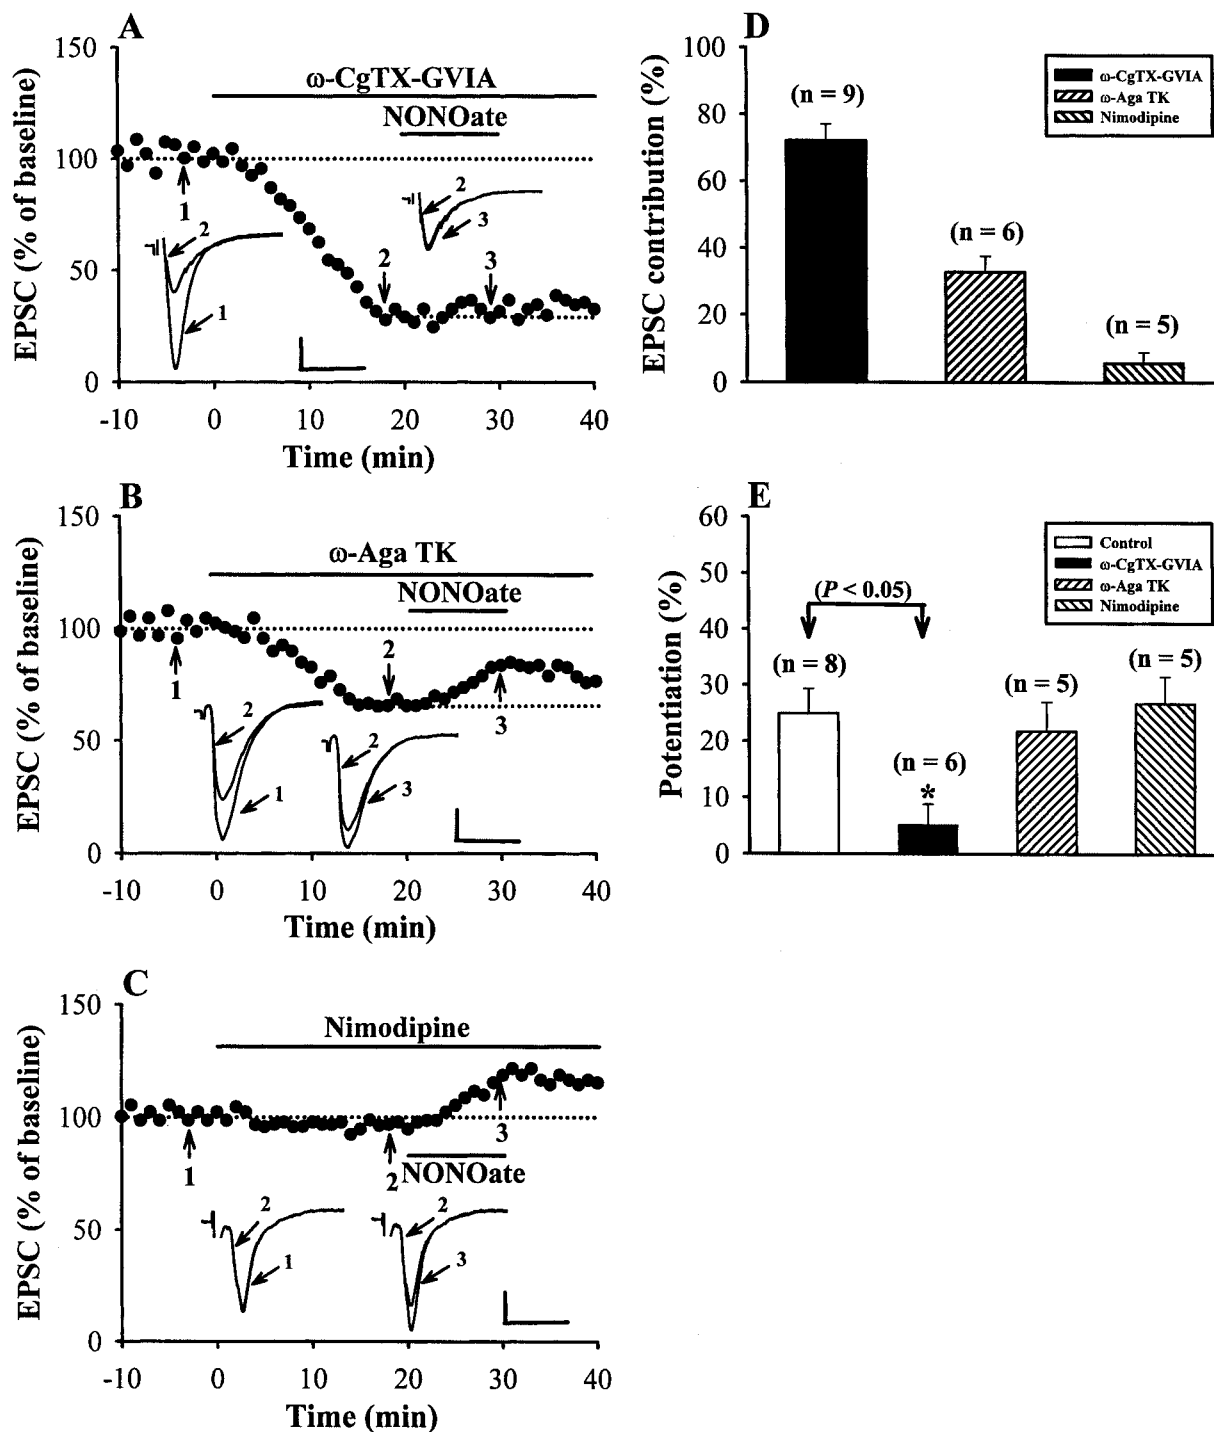 A
EPSC (% of baseline)
150
100
50
0
ω-CgTX-GVIA
NONOate
1
2
1
2
3
2
3
-10 0 10 20 30 40
Time (min)
B
EPSC (% of baseline)
150
100
50
0
ω-Aga TK
NONOate
1
2
3
2
1
2
3
-10 0 10 20 30 40
Time (min)
C
EPSC (% of baseline)
150
100
50
0
Nimodipine
1
2
3
NONOate
2
1
2
3
-10 0 10 20 30 40
Time (min)
D
EPSC contribution (%)
100
80
60
40
20
0
(n = 9)
(n = 6)
(n = 5)
ω-CgTX-GVIA
ω-Aga TK
Nimodipine
E
Potentiation (%)
60
50
40
30
20
10
0
(P < 0.05)
(n = 8)
(n = 6)
*
(n = 5)
(n = 5)
Control
ω-CgTX-GVIA
ω-Aga TK
Nimodipine